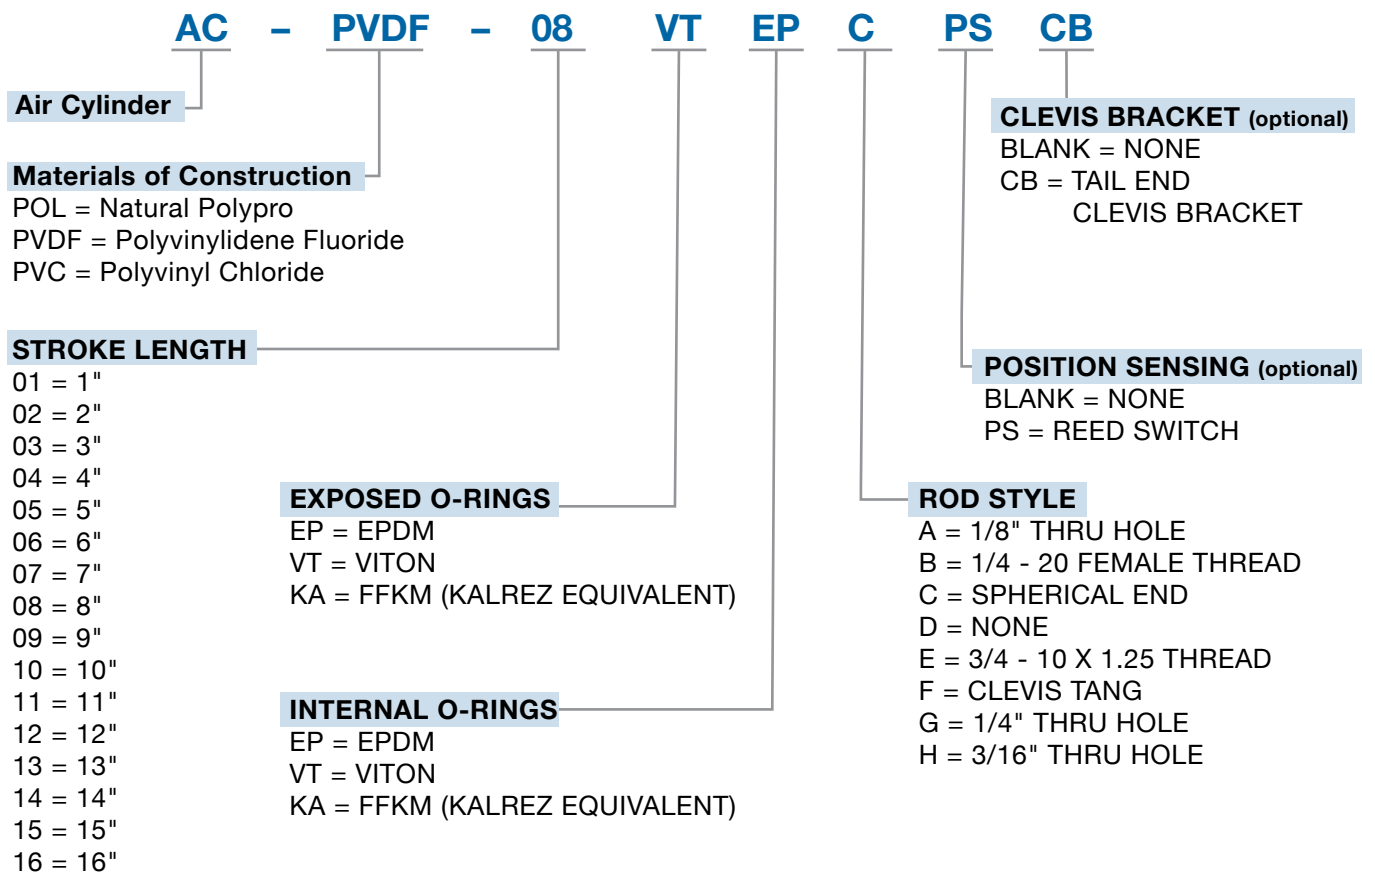 AC – PVDF – 08 VT EP C PS CB
Air Cylinder
Materials of Construction
POL = Natural Polypro
PVDF = Polyvinylidene Fluoride
PVC = Polyvinyl Chloride
STROKE LENGTH
01 = 1"
02 = 2"
03 = 3"
04 = 4"
05 = 5"
06 = 6"
07 = 7"
08 = 8"
09 = 9"
10 = 10"
11 = 11"
12 = 12"
13 = 13"
14 = 14"
15 = 15"
16 = 16"
EXPOSED O-RINGS
EP = EPDM
VT = VITON
KA = FFKM (KALREZ EQUIVALENT)
INTERNAL O-RINGS
EP = EPDM
VT = VITON
KA = FFKM (KALREZ EQUIVALENT)
ROD STYLE
A = 1/8" THRU HOLE
B = 1/4 - 20 FEMALE THREAD
C = SPHERICAL END
D = NONE
E = 3/4 - 10 X 1.25 THREAD
F = CLEVIS TANG
G = 1/4" THRU HOLE
H = 3/16" THRU HOLE
POSITION SENSING (optional)
BLANK = NONE
PS = REED SWITCH
CLEVIS BRACKET (optional)
BLANK = NONE
CB = TAIL END
CLEVIS BRACKET